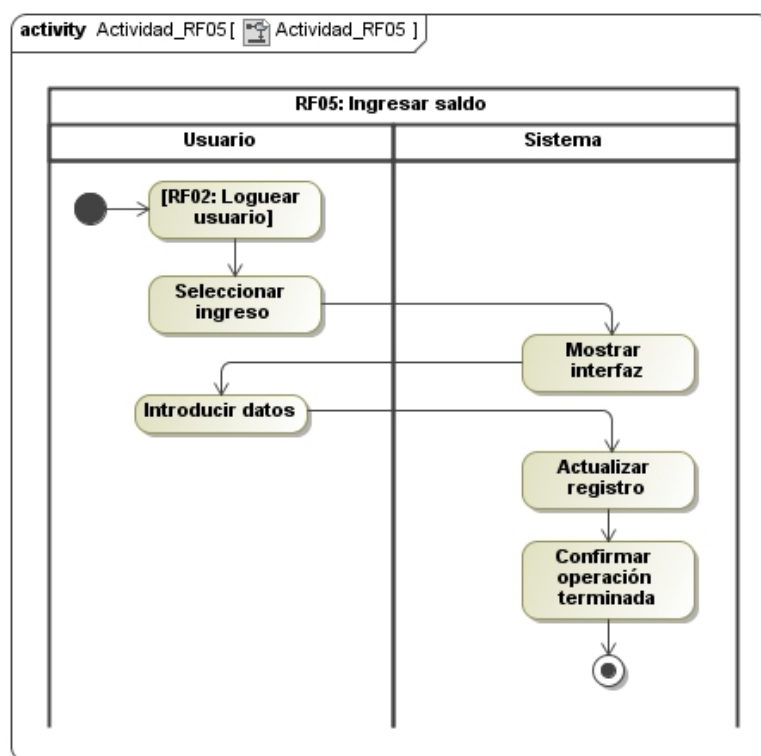 activity Actividad_RF05[ Actividad_RF05 ]
RF05: Ingresar saldo
Usuario
Sistema
[RF02: Loguear
usuario]
Seleccionar
ingreso
Mostrar
interfaz
Introducir datos
Actualizar
registro
Confirmar
operación
terminada